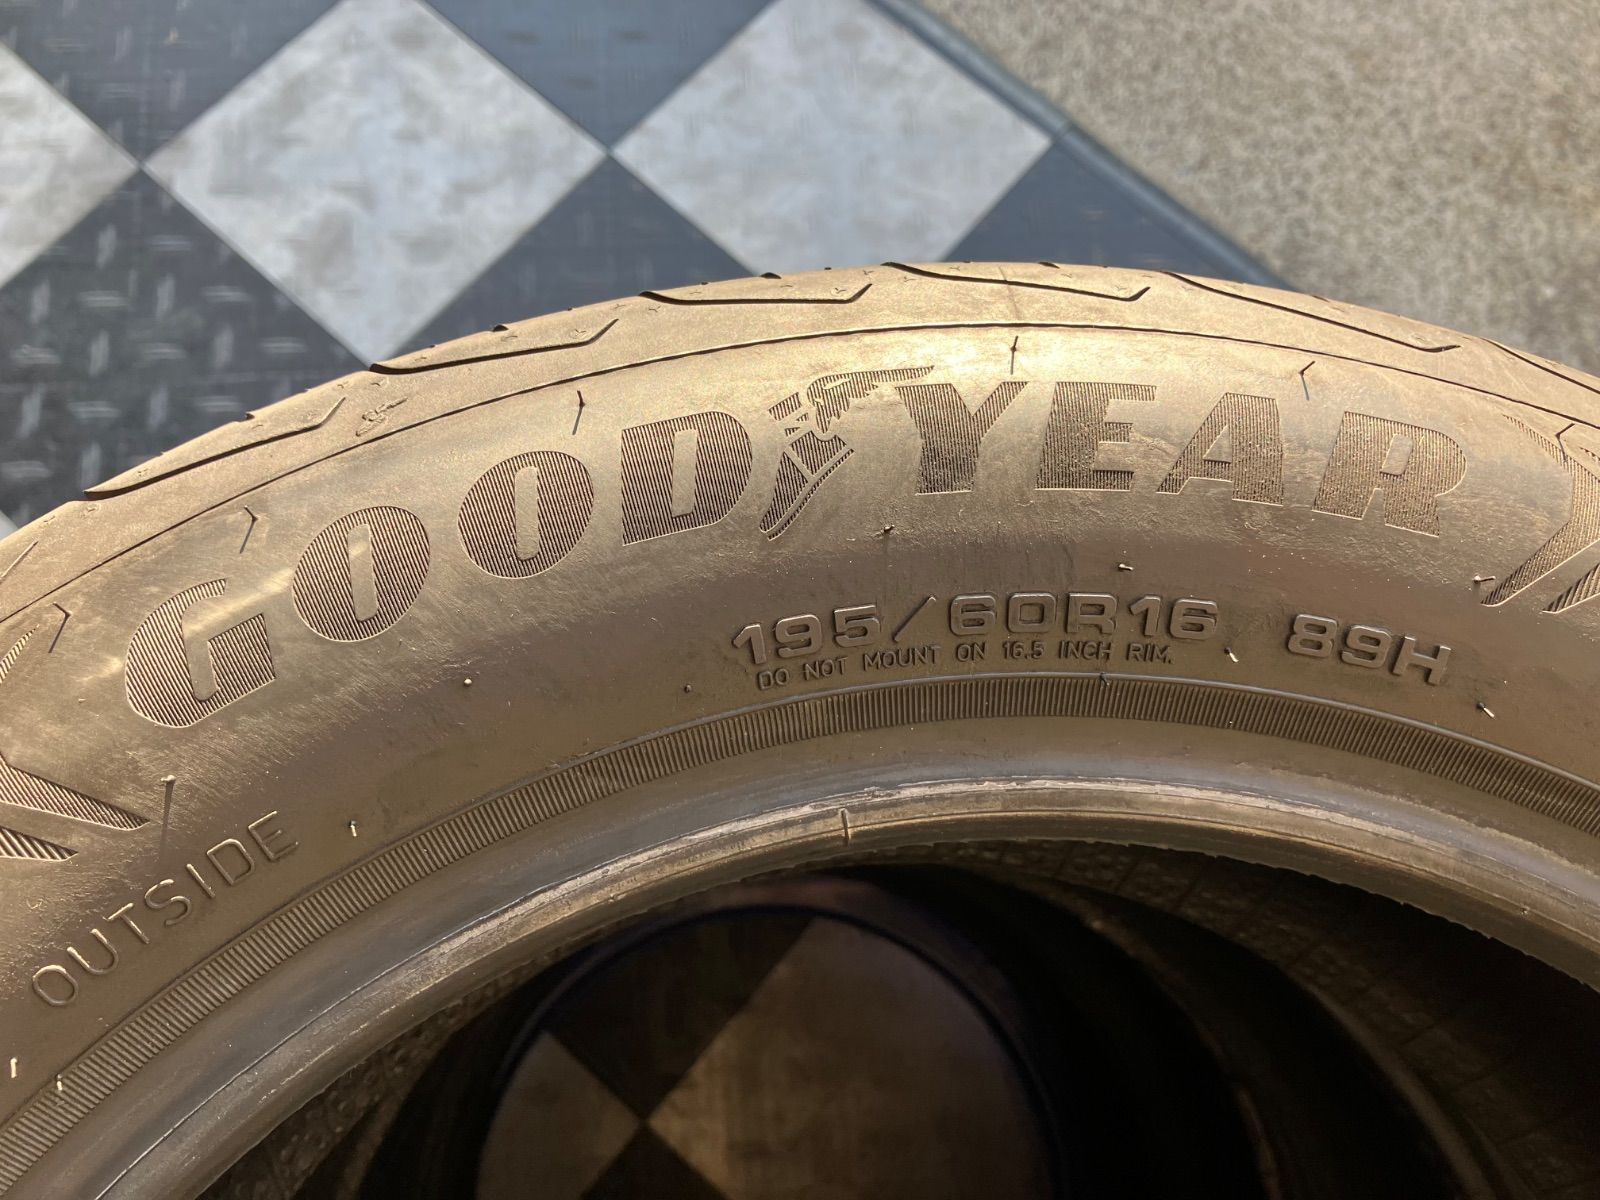 GOODYEAR
195/60R16 89H
DO NOT MOUNT ON 16.5 INCH RIM.
OUTSIDE